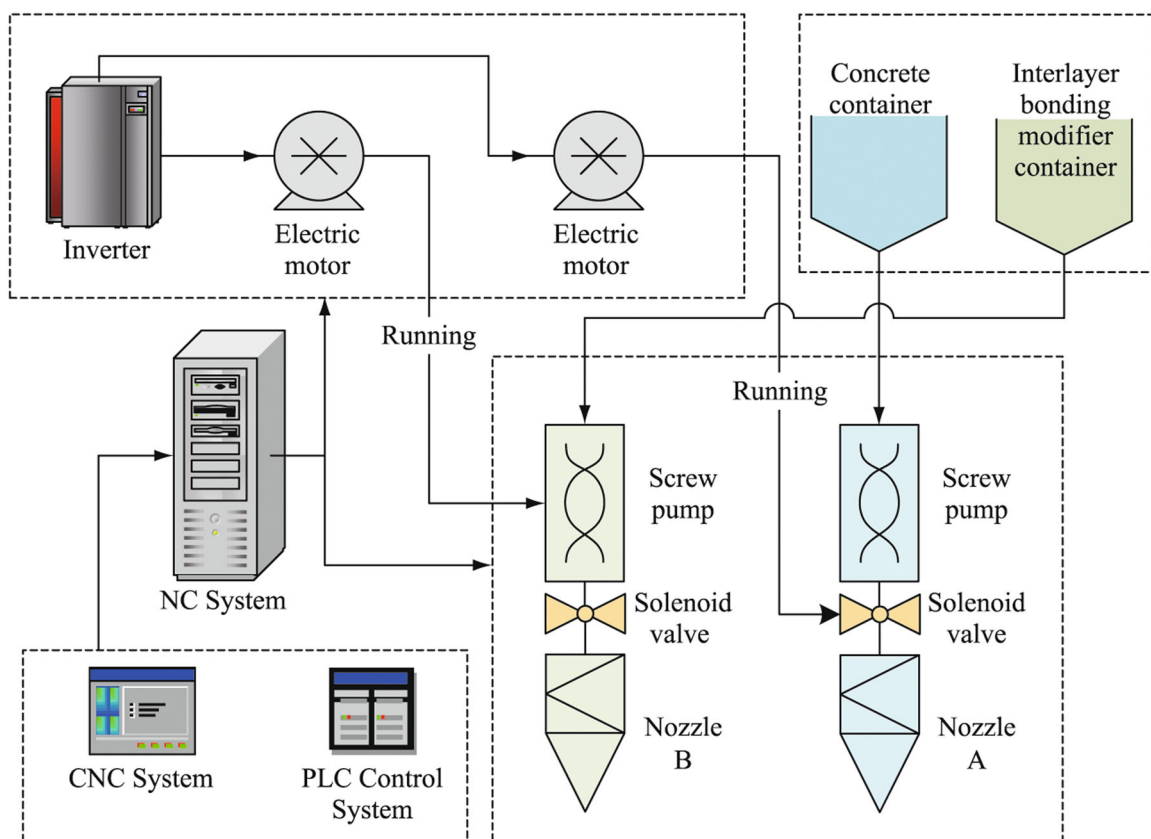 Concrete
container
Interlayer
bonding
modifier
container
Inverter
Electric
motor
Electric
motor
Running
Running
NC System
Screw
pump
Screw
pump
Solenoid
valve
Solenoid
valve
Nozzle
B
Nozzle
A
CNC System
PLC Control
System